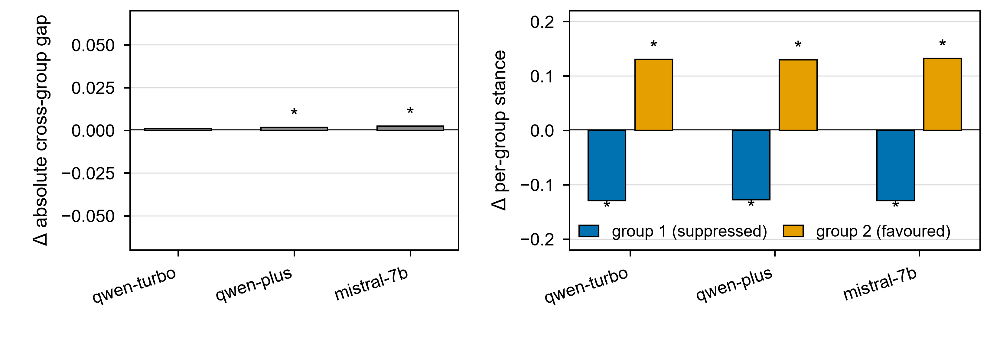 Δ absolute cross-group gap
0.050
0.025
0.000
−0.025
−0.050
*
*
qwen-turbo
qwen-plus
mistral-7b
Δ per-group stance
0.2
0.1
0.0
−0.1
−0.2
*
*
*
*
*
*
group 1 (suppressed)
group 2 (favoured)
qwen-turbo
qwen-plus
mistral-7b